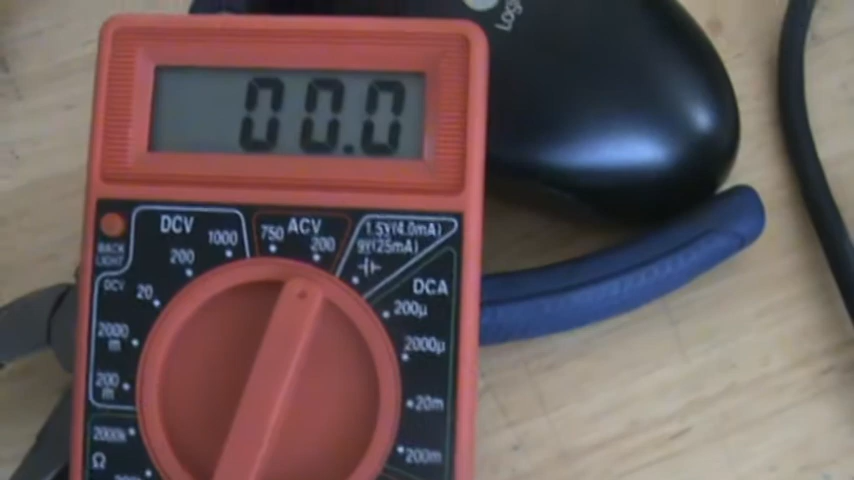 Logi
00.0
DCV
ACV
1.5V(4.0mA)
9V(25mA)
1000
750
200
200
BACK
LIGHT
DCV
20
DCA
200µ
2000µ
2000
m
200
m
20m
2000k
Ω
200m